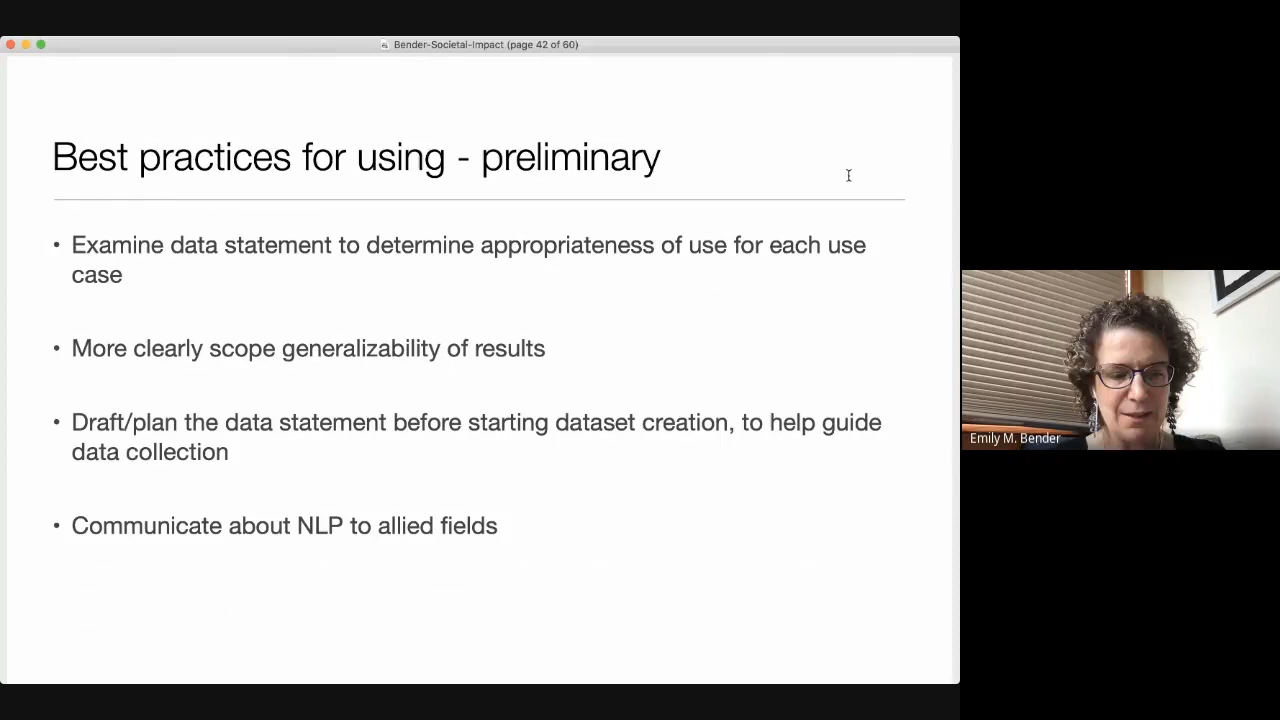 Bender-Societal-Impact (page 42 of 60)
Best practices for using - preliminary
• Examine data statement to determine appropriateness of use for each use
case
• More clearly scope generalizability of results
• Draft/plan the data statement before starting dataset creation, to help guide
data collection
• Communicate about NLP to allied fields
Emily M. Bender